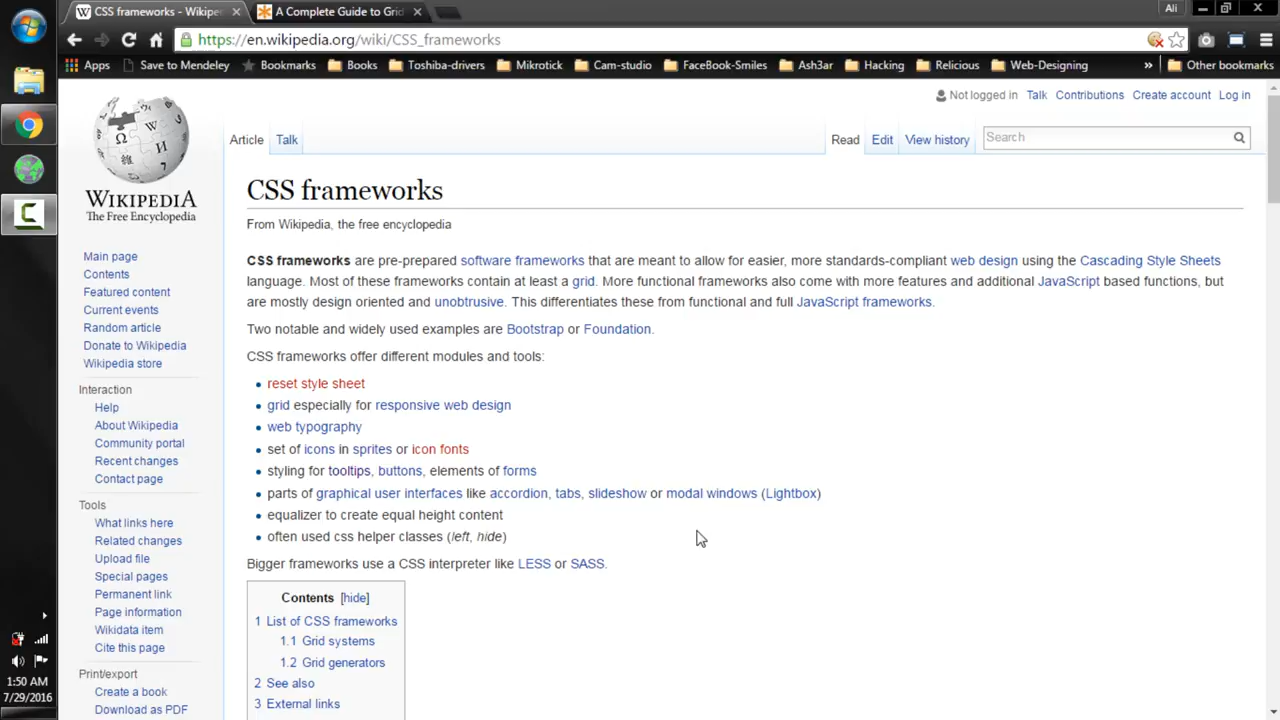 CSS frameworks - Wikipe
A Complete Guide to Grid
Ali
https://en.wikipedia.org/wiki/CSS_frameworks
Apps
Save to Mendeley
Bookmarks
Books
Toshiba-drivers
Mikrotick
Cam-studio
FaceBook-Smiles
Ash3ar
Hacking
Relicious
Web-Designing
»
Other bookmarks
Not logged in Talk Contributions Create account Log in
Article Talk
Read Edit View history
Search
WIKIPEDIA
The Free Encyclopedia
Main page
Contents
Featured content
Current events
Random article
Donate to Wikipedia
Wikipedia store
Interaction
Help
About Wikipedia
Community portal
Recent changes
Contact page
Tools
What links here
Related changes
Upload file
Special pages
Permanent link
Page information
Wikidata item
Cite this page
Print/export
Create a book
Download as PDF
CSS frameworks
From Wikipedia, the free encyclopedia
CSS frameworks are pre-prepared software frameworks that are meant to allow for easier, more standards-compliant web design using the Cascading Style Sheets
language. Most of these frameworks contain at least a grid. More functional frameworks also come with more features and additional JavaScript based functions, but
are mostly design oriented and unobtrusive. This differentiates these from functional and full JavaScript frameworks.
Two notable and widely used examples are Bootstrap or Foundation.
CSS frameworks offer different modules and tools:
• reset style sheet
• grid especially for responsive web design
• web typography
• set of icons in sprites or icon fonts
• styling for tooltips, buttons, elements of forms
• parts of graphical user interfaces like accordion, tabs, slideshow or modal windows (Lightbox)
• equalizer to create equal height content
• often used css helper classes (left, hide)
Bigger frameworks use a CSS interpreter like LESS or SASS.
Contents [hide]
1 List of CSS frameworks
1.1 Grid systems
1.2 Grid generators
2 See also
3 External links
1:50 AM
7/29/2016